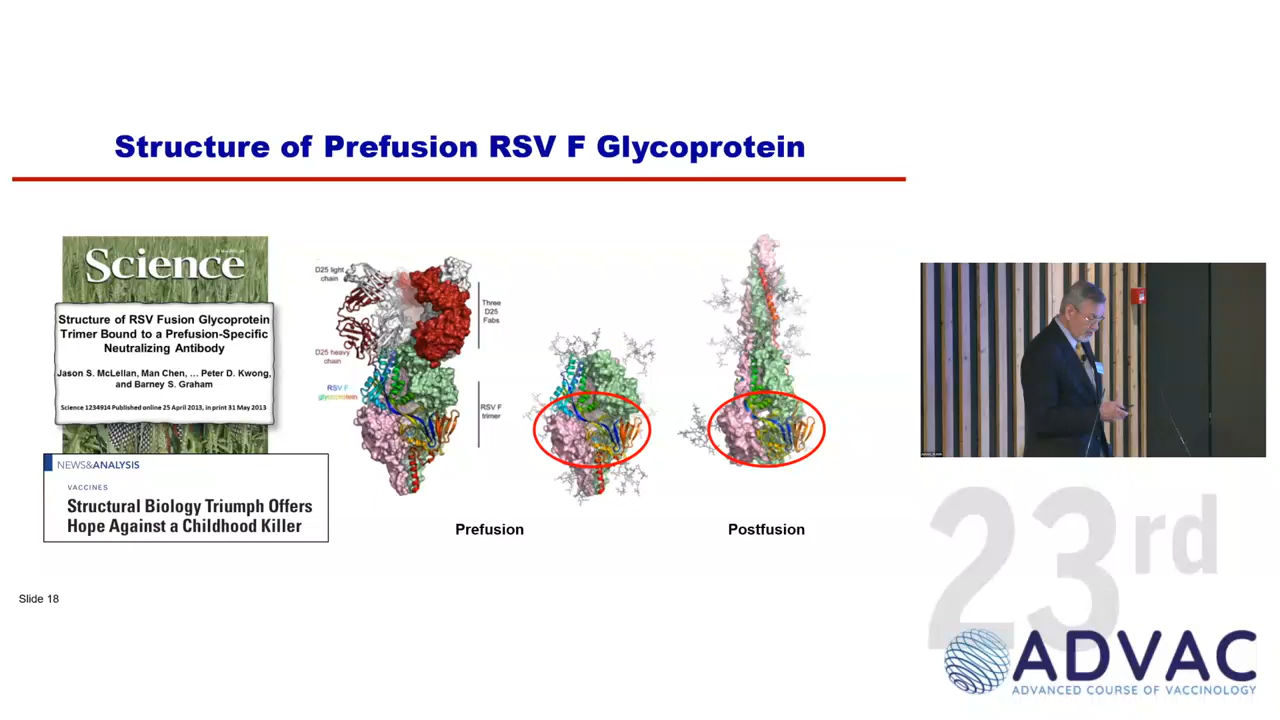 Structure of Prefusion RSV F Glycoprotein
Science
Structure of RSV Fusion Glycoprotein
Trimer Bound to a Prefusion-Specific
Neutralizing Antibody
Jason S. McLellan, Man Chen, ... Peter D. Kwong,
and Barney S. Graham
Science 1234914 Published online 25 April 2013, in print 31 May 2013
NEWS&ANALYSIS
VACCINES
Structural Biology Triumph Offers
Hope Against a Childhood Killer
D25 light
chain
D25 heavy
chain
RSV F
glycoprotein
Three
D25
Fabs
RSV F
trimer
Prefusion
Postfusion
Slide 18
23rd
ADVAC
ADVANCED COURSE OF VACCINOLOGY